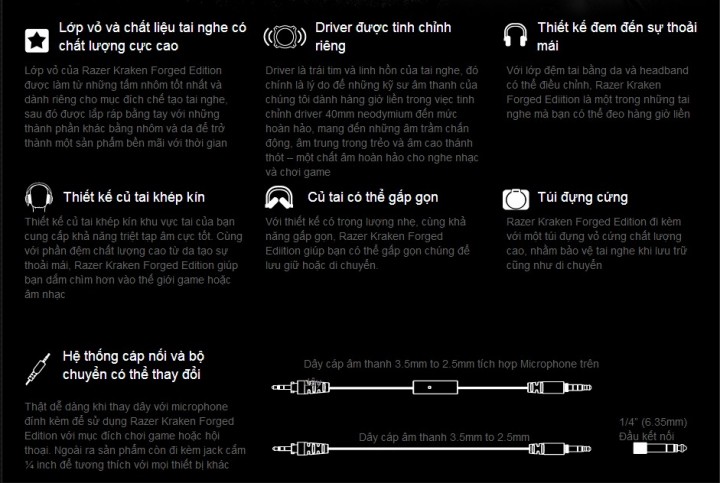 Lớp vỏ và chất liệu tai nghe có
chất lượng cực cao
Lớp vỏ của Razer Kraken Forged Edition
được làm từ những tấm nhôm tốt nhất và
dành riêng cho mục đích chế tạo tai nghe,
sau đó được lắp ráp bằng tay với những
thành phần khác bằng nhôm và da để trở
thành một sản phẩm bền mãi với thời gian
Driver được tinh chỉnh
riêng
Driver là trái tim và linh hồn của tai nghe, đó
chính là lý do để những kỹ sư âm thanh của
chúng tôi dành hàng giờ liền trong việc tinh
chỉnh driver 40mm neodymium đến mức
hoàn hảo, mang đến những âm trầm chấn
động, âm trung trong trẻo và âm cao thánh
thót – một chất âm hoàn hảo cho nghe nhạc
và chơi game
Thiết kế đem đến sự thoải
mái
Với lớp đệm tai bằng da và headband
có thể điều chỉnh, Razer Kraken
Forged Ediiton là một trong những tai
nghe mà bạn có thể đeo hàng giờ liền
Thiết kế củ tai khép kín
Thiết kế củ tai khép kín khu vực tai của bạn
cung cấp khả năng triệt tạp âm cực tốt. Cùng
với phần đệm chất lượng cao từ da tạo sự
thoải mái, Razer Kraken Forged Edition giúp
bạn đắm chìm hơn vào thế giới game hoặc
âm nhạc
Củ tai có thể gấp gọn
Với thiết kế có trọng lượng nhẹ, cùng khả
năng gấp gọn, Razer Kraken Forged
Ediition giúp bạn có thể gấp gọn chúng để
lưu giữ hoặc di chuyển.
Túi đựng cứng
Razer Kraken Forged Edition đi kèm
với một túi đựng vỏ cứng chất lượng
cao, nhằm bảo vệ tai nghe khi lưu trữ
cũng như di chuyển
Hệ thống cáp nối và bộ
chuyển có thể thay đổi
Thật dễ dàng khi thay dây với microphone
đính kèm để sử dụng Razer Kraken Forged
Edition với mục đích chơi game hoặc hội
thoại. Ngoài ra sản phẩm còn đi kèm jack cắm
¼ inch để tương thích với mọi thiết bị khác
Dây cáp âm thanh 3.5mm to 2.5mm tích hợp Microphone trên
Dây cáp âm thanh 3.5mm to 2.5mm
1/4" (6.35mm)
Đầu kết nối